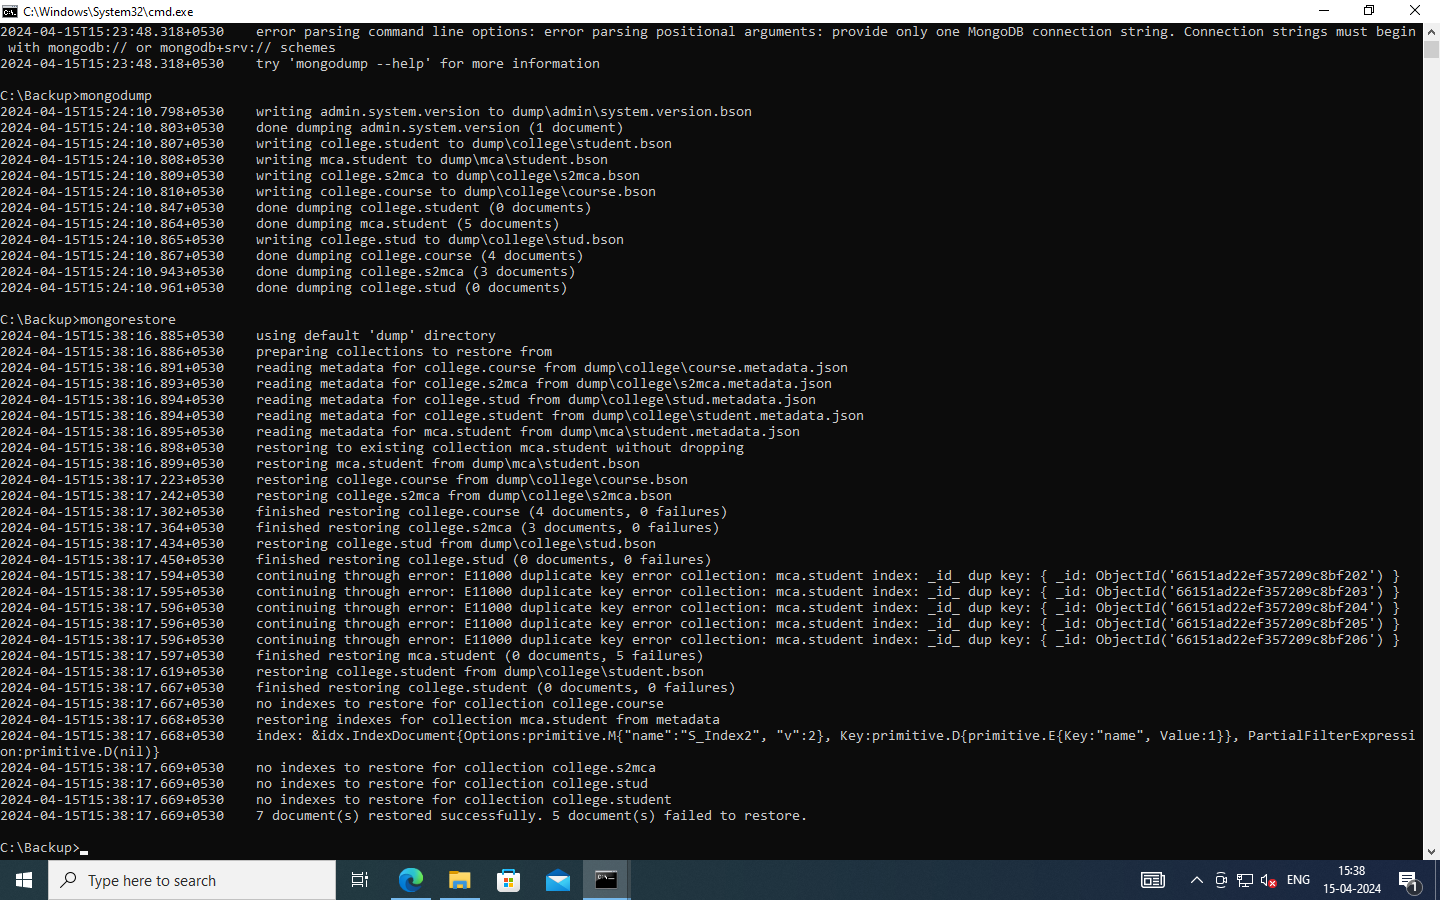 C:\Windows\System32\cmd.exe
2024-04-15T15:23:48.318+0530    error parsing command line options: error parsing positional arguments: provide only one MongoDB connection string. Connection strings must begin
 with mongodb:// or mongodb+srv:// schemes
2024-04-15T15:23:48.318+0530    try 'mongodump --help' for more information
C:\Backup>mongodump
2024-04-15T15:24:10.798+0530    writing admin.system.version to dump\admin\system.version.bson
2024-04-15T15:24:10.803+0530    done dumping admin.system.version (1 document)
2024-04-15T15:24:10.807+0530    writing college.student to dump\college\student.bson
2024-04-15T15:24:10.808+0530    writing mca.student to dump\mca\student.bson
2024-04-15T15:24:10.809+0530    writing college.s2mca to dump\college\s2mca.bson
2024-04-15T15:24:10.810+0530    writing college.course to dump\college\course.bson
2024-04-15T15:24:10.847+0530    done dumping college.student (0 documents)
2024-04-15T15:24:10.864+0530    done dumping mca.student (5 documents)
2024-04-15T15:24:10.865+0530    writing college.stud to dump\college\stud.bson
2024-04-15T15:24:10.867+0530    done dumping college.course (4 documents)
2024-04-15T15:24:10.943+0530    done dumping college.s2mca (3 documents)
2024-04-15T15:24:10.961+0530    done dumping college.stud (0 documents)
C:\Backup>mongorestore
2024-04-15T15:38:16.885+0530    using default 'dump' directory
2024-04-15T15:38:16.886+0530    preparing collections to restore from
2024-04-15T15:38:16.891+0530    reading metadata for college.course from dump\college\course.metadata.json
2024-04-15T15:38:16.893+0530    reading metadata for college.s2mca from dump\college\s2mca.metadata.json
2024-04-15T15:38:16.894+0530    reading metadata for college.stud from dump\college\stud.metadata.json
2024-04-15T15:38:16.894+0530    reading metadata for college.student from dump\college\student.metadata.json
2024-04-15T15:38:16.895+0530    reading metadata for mca.student from dump\mca\student.metadata.json
2024-04-15T15:38:16.898+0530    restoring to existing collection mca.student without dropping
2024-04-15T15:38:16.899+0530    restoring mca.student from dump\mca\student.bson
2024-04-15T15:38:17.223+0530    restoring college.course from dump\college\course.bson
2024-04-15T15:38:17.242+0530    restoring college.s2mca from dump\college\s2mca.bson
2024-04-15T15:38:17.302+0530    finished restoring college.course (4 documents, 0 failures)
2024-04-15T15:38:17.364+0530    finished restoring college.s2mca (3 documents, 0 failures)
2024-04-15T15:38:17.434+0530    restoring college.stud from dump\college\stud.bson
2024-04-15T15:38:17.450+0530    finished restoring college.stud (0 documents, 0 failures)
2024-04-15T15:38:17.594+0530    continuing through error: E11000 duplicate key error collection: mca.student index: _id_ dup key: { _id: ObjectId('66151ad22ef357209c8bf202') }
2024-04-15T15:38:17.595+0530    continuing through error: E11000 duplicate key error collection: mca.student index: _id_ dup key: { _id: ObjectId('66151ad22ef357209c8bf203') }
2024-04-15T15:38:17.596+0530    continuing through error: E11000 duplicate key error collection: mca.student index: _id_ dup key: { _id: ObjectId('66151ad22ef357209c8bf204') }
2024-04-15T15:38:17.596+0530    continuing through error: E11000 duplicate key error collection: mca.student index: _id_ dup key: { _id: ObjectId('66151ad22ef357209c8bf205') }
2024-04-15T15:38:17.596+0530    continuing through error: E11000 duplicate key error collection: mca.student index: _id_ dup key: { _id: ObjectId('66151ad22ef357209c8bf206') }
2024-04-15T15:38:17.597+0530    finished restoring mca.student (0 documents, 5 failures)
2024-04-15T15:38:17.619+0530    restoring college.student from dump\college\student.bson
2024-04-15T15:38:17.667+0530    finished restoring college.student (0 documents, 0 failures)
2024-04-15T15:38:17.667+0530    no indexes to restore for collection college.course
2024-04-15T15:38:17.668+0530    restoring indexes for collection mca.student from metadata
2024-04-15T15:38:17.668+0530    index: &idx.IndexDocument{Options:primitive.M{"name":"S_Index2", "v":2}, Key:primitive.D{primitive.E{Key:"name", Value:1}}, PartialFilterExpressi
on:primitive.D(nil)}
2024-04-15T15:38:17.669+0530    no indexes to restore for collection college.s2mca
2024-04-15T15:38:17.669+0530    no indexes to restore for collection college.stud
2024-04-15T15:38:17.669+0530    no indexes to restore for collection college.student
2024-04-15T15:38:17.669+0530    7 document(s) restored successfully. 5 document(s) failed to restore.
C:\Backup>
Type here to search
ENG
15:38
15-04-2024
1